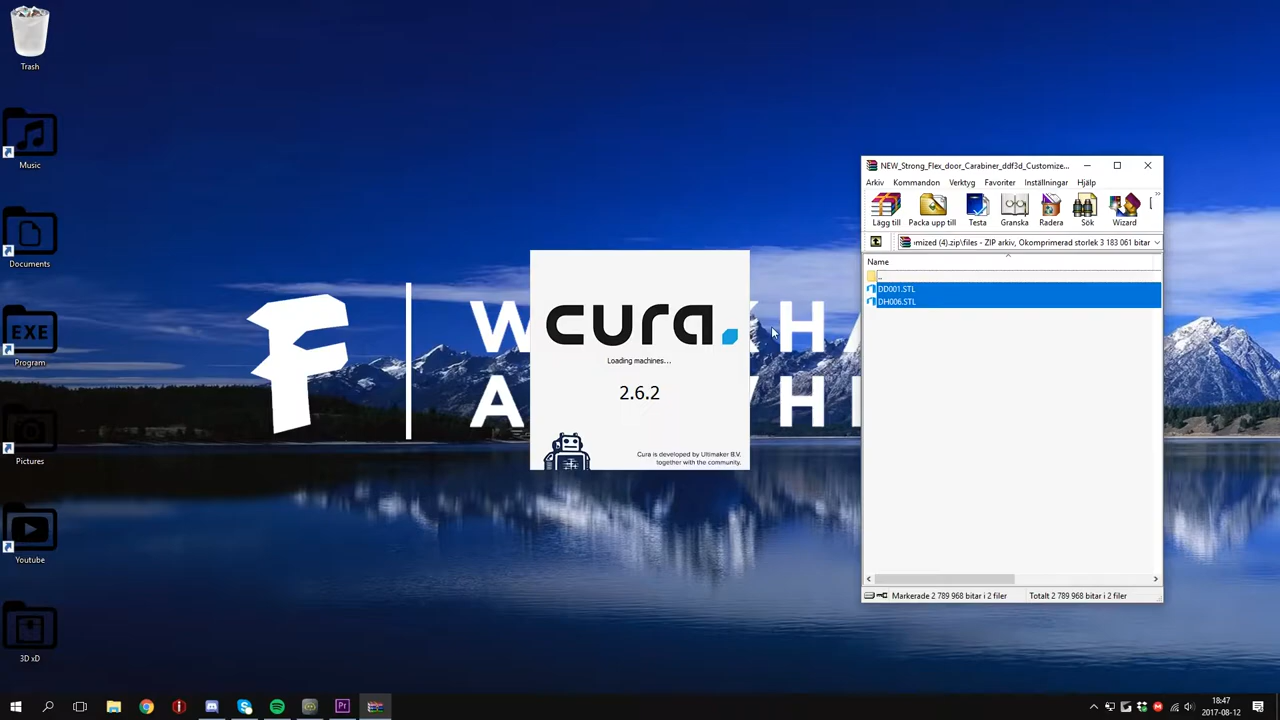 Trash
Music
Documents
EXE
Program
Pictures
Youtube
3D xD
F
cura.
Loading machines...
2.6.2
Cura is developed by Ultimaker B.V.
together with the community.
NEW_Strong_Flex_door_Carabiner_ddf3d_Customize...
Arkiv Kommandon Verktyg Favoriter Inställningar Hjälp
Lägg till Packa upp till Testa Granska Radera Sök Wizard
mized (4).zip\files - ZIP arkiv, Okomprimerad storlek 3 183 061 bitar
Name
..
DD001.STL
DH006.STL
Markerade 2 789 968 bitar i 2 filer
Totalt 2 789 968 bitar i 2 filer
Pr
18:47
2017-08-12